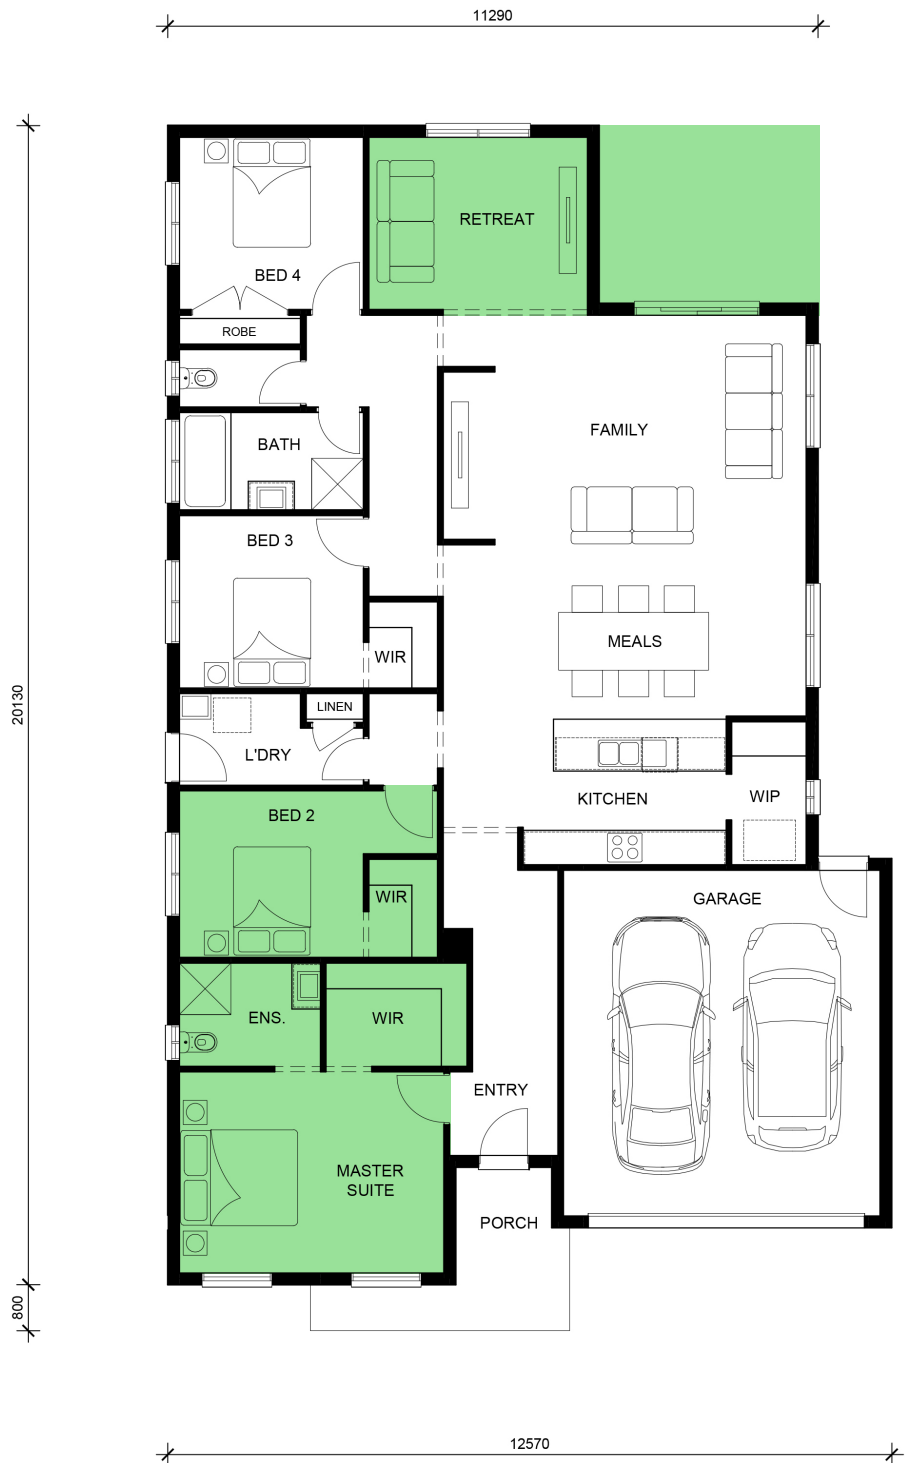 11290
RETREAT
BED 4
ROBE
FAMILY
BATH
BED 3
MEALS
WIR
20130
LINEN
L'DRY
KITCHEN
WIP
BED 2
WIR
GARAGE
ENS.
WIR
ENTRY
MASTER
SUITE
PORCH
800
12570